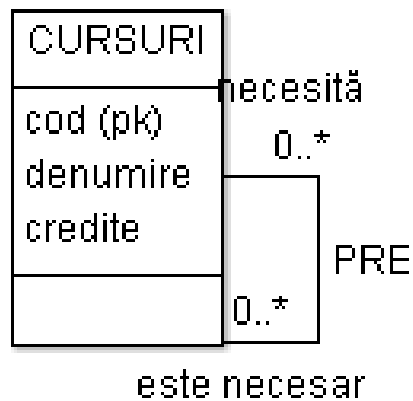 CURSURI
necesită
cod (pk)
0..*
denumire
credite
PRE
0..*
este necesar